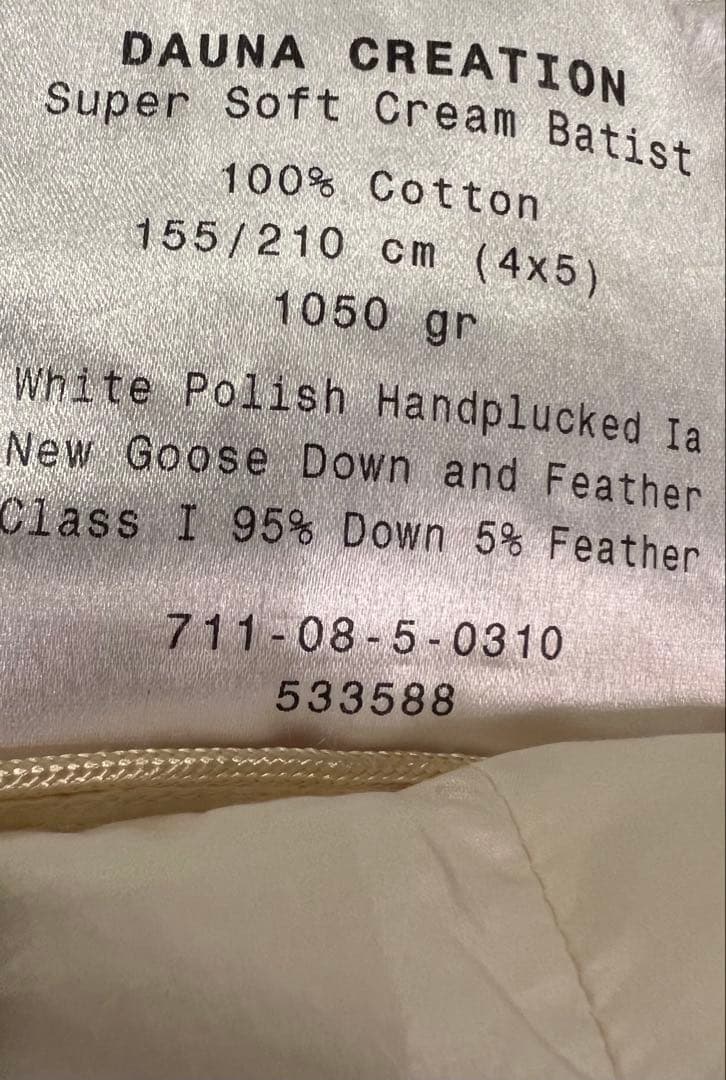 DAUNA CREATION
Super Soft Cream Batist
100% Cotton
155/210 cm (4x5)
1050 gr
White Polish Handplucked Ia
New Goose Down and Feather
Class I 95% Down 5% Feather
711-08-5-0310
533588